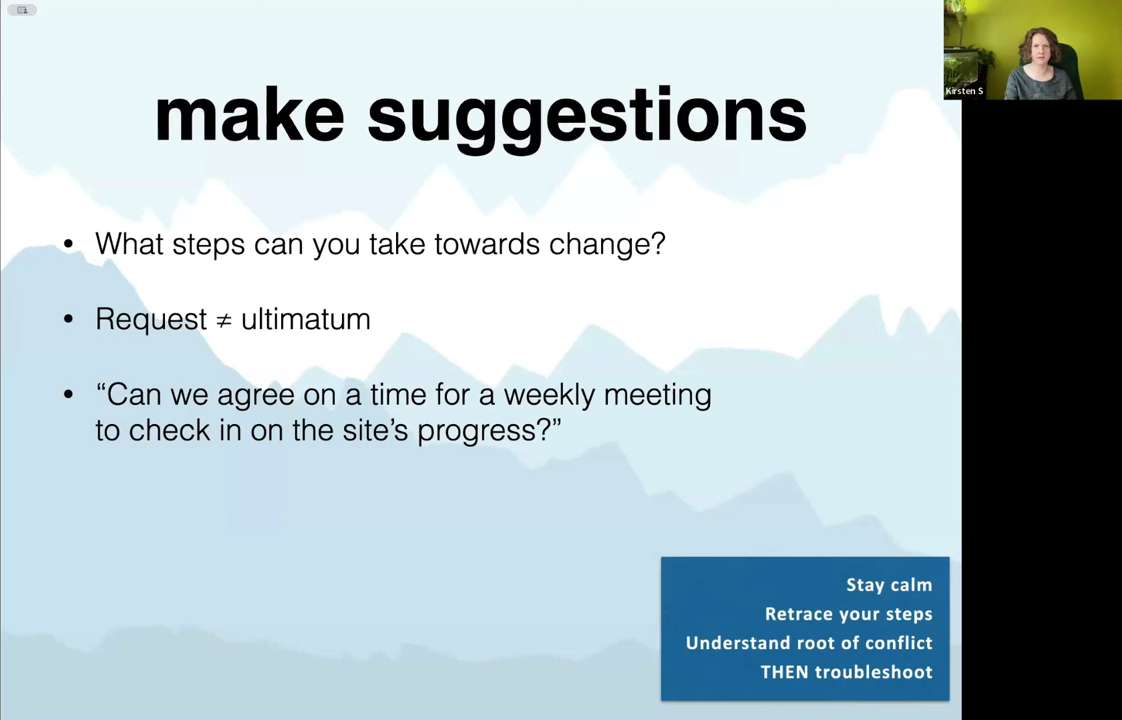 make suggestions
Kirsten S
• What steps can you take towards change?
• Request ≠ ultimatum
• “Can we agree on a time for a weekly meeting
to check in on the site’s progress?”
Stay calm
Retrace your steps
Understand root of conflict
THEN troubleshoot